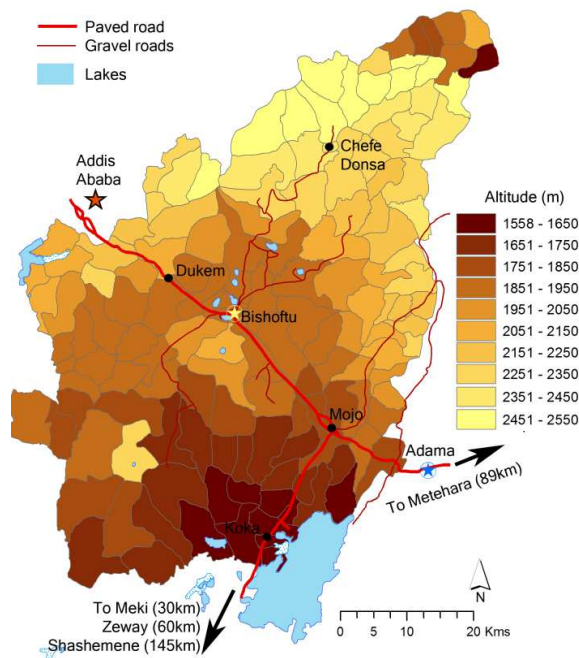 Paved road
Gravel roads
Lakes
Addis
Ababa
Chefe
Donsa
Dukem
Bishoftu
Mojo
Adama
Koka
Altitude (m)
1558 - 1650
1651 - 1750
1751 - 1850
1851 - 1950
1951 - 2050
2051 - 2150
2151 - 2250
2251 - 2350
2351 - 2450
2451 - 2550
To Metehara (89km)
To Meki (30km)
Zeway (60km)
Shashemene (145km)
N
0 5 10 20 Kms